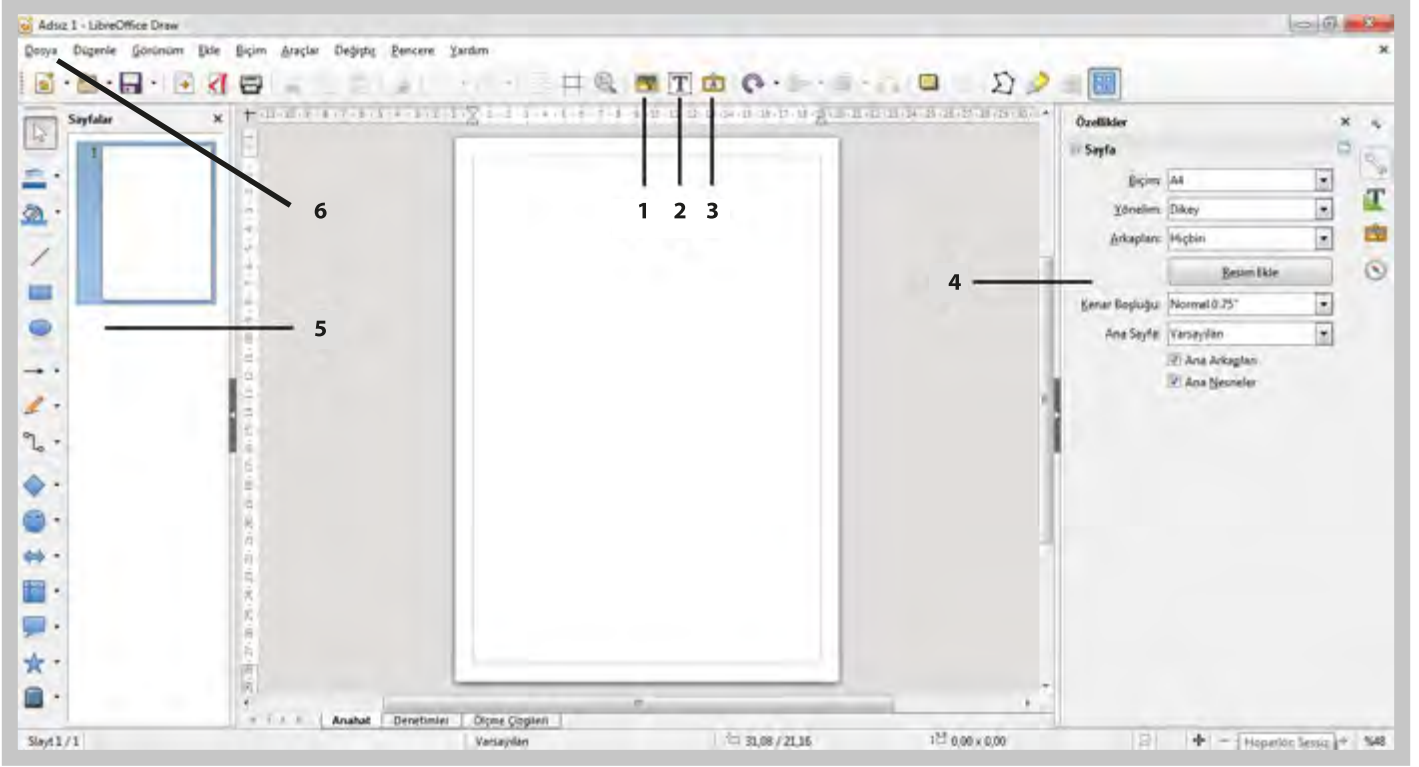 Adsız 1 - LibreOffice Draw
Dosya Düzenle Görünüm Ekle Biçim Araçlar Değiştir Pencere Yardım
Sayfalar
1
6
1 2 3
4
5
Özellikler
Sayfa
Biçim: A4
Yönelim: Dikey
Arkaplan: Hiçbiri
Resim Ekle
Kenar Boşluğu: Normal 0.75"
Ana Sayfa: Varsayılan
Ana Arkaplan
Ana Nesneler
Anahat Denetimler Ölçme Çizgileri
Slayt 1 / 1 Varsayılan 31,08 / 21,16 0,00 x 0,00 Hoparlör: Sessiz %48